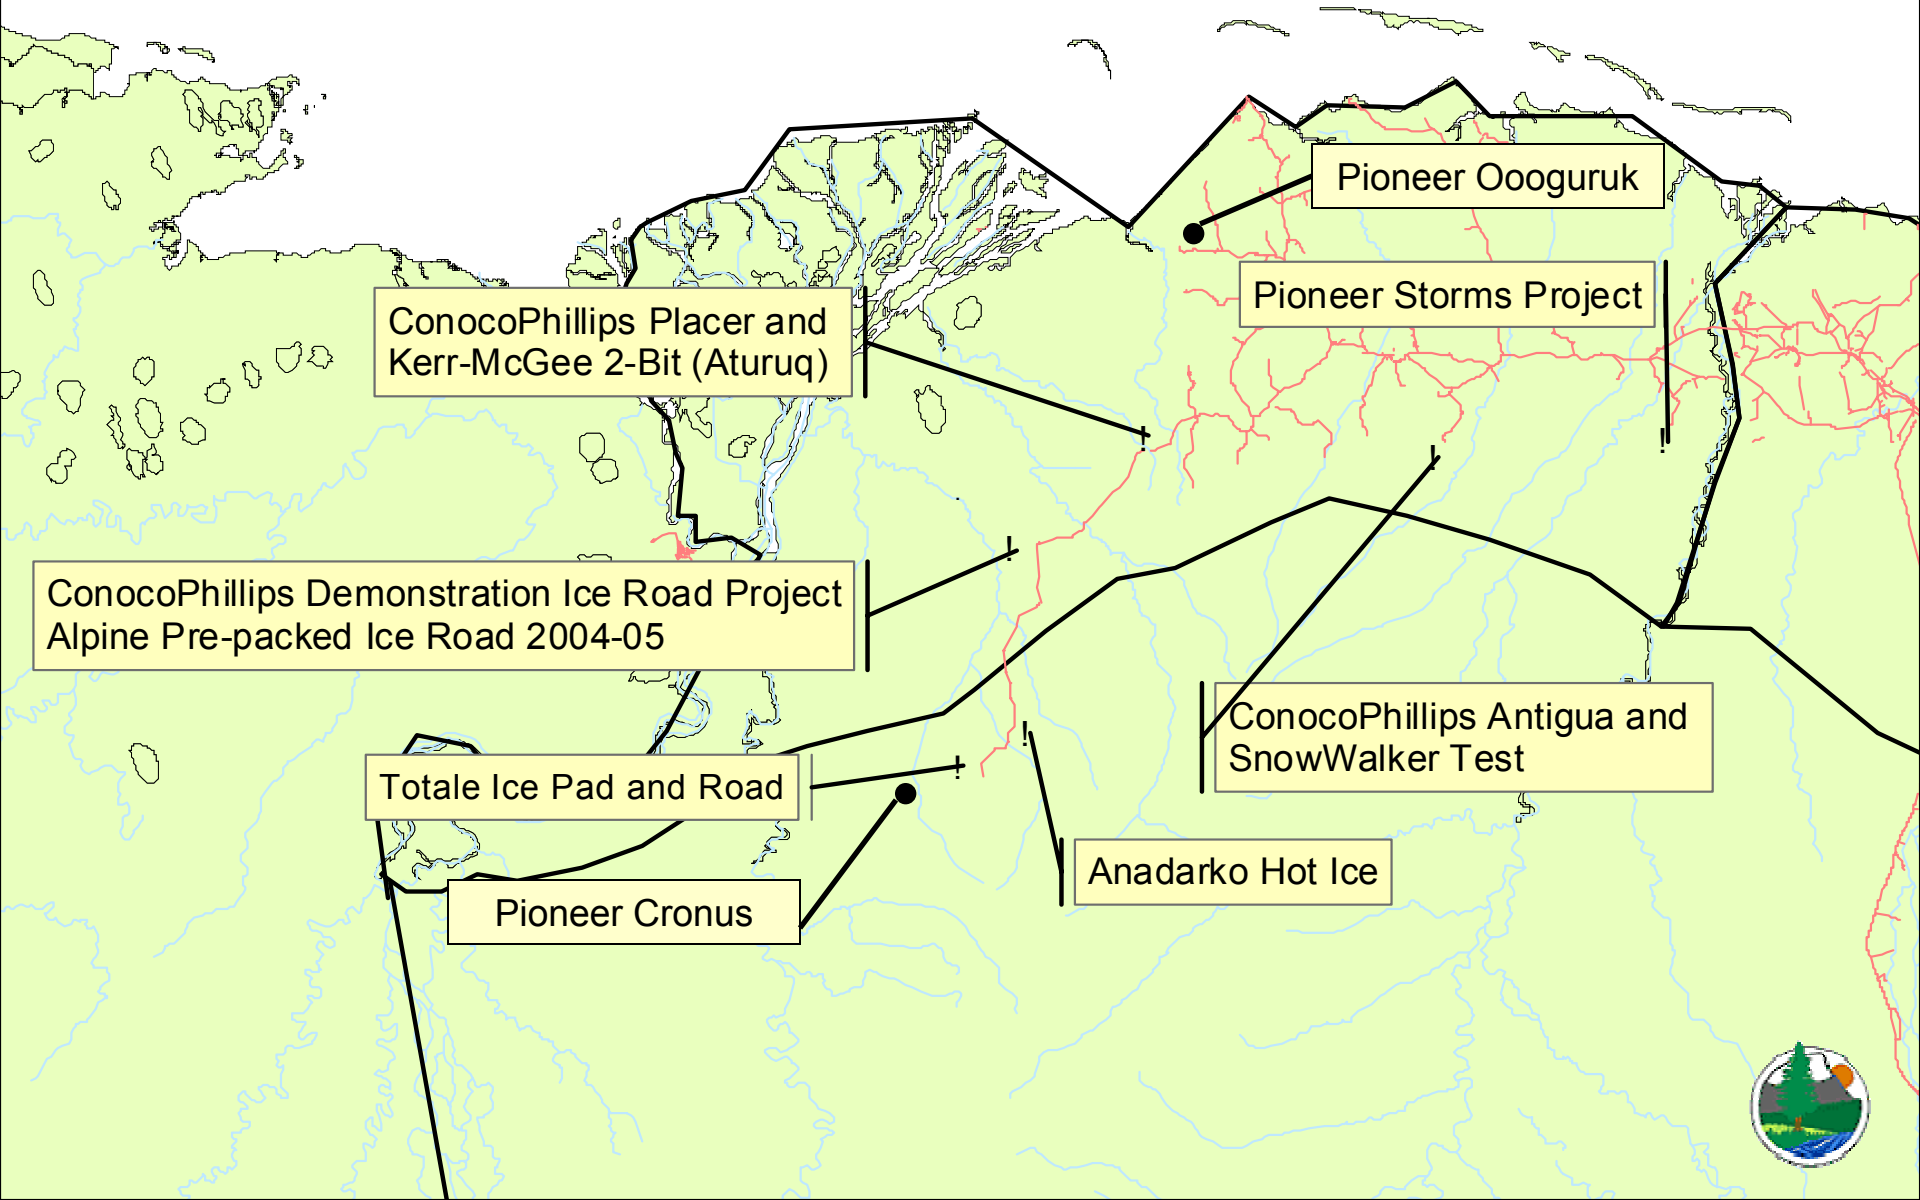 Pioneer Oooguruk
Pioneer Storms Project
ConocoPhillips Placer and
Kerr-McGee 2-Bit (Aturuq)
ConocoPhillips Demonstration Ice Road Project
Alpine Pre-packed Ice Road 2004-05
ConocoPhillips Antigua and
SnowWalker Test
Totale Ice Pad and Road
Anadarko Hot Ice
Pioneer Cronus